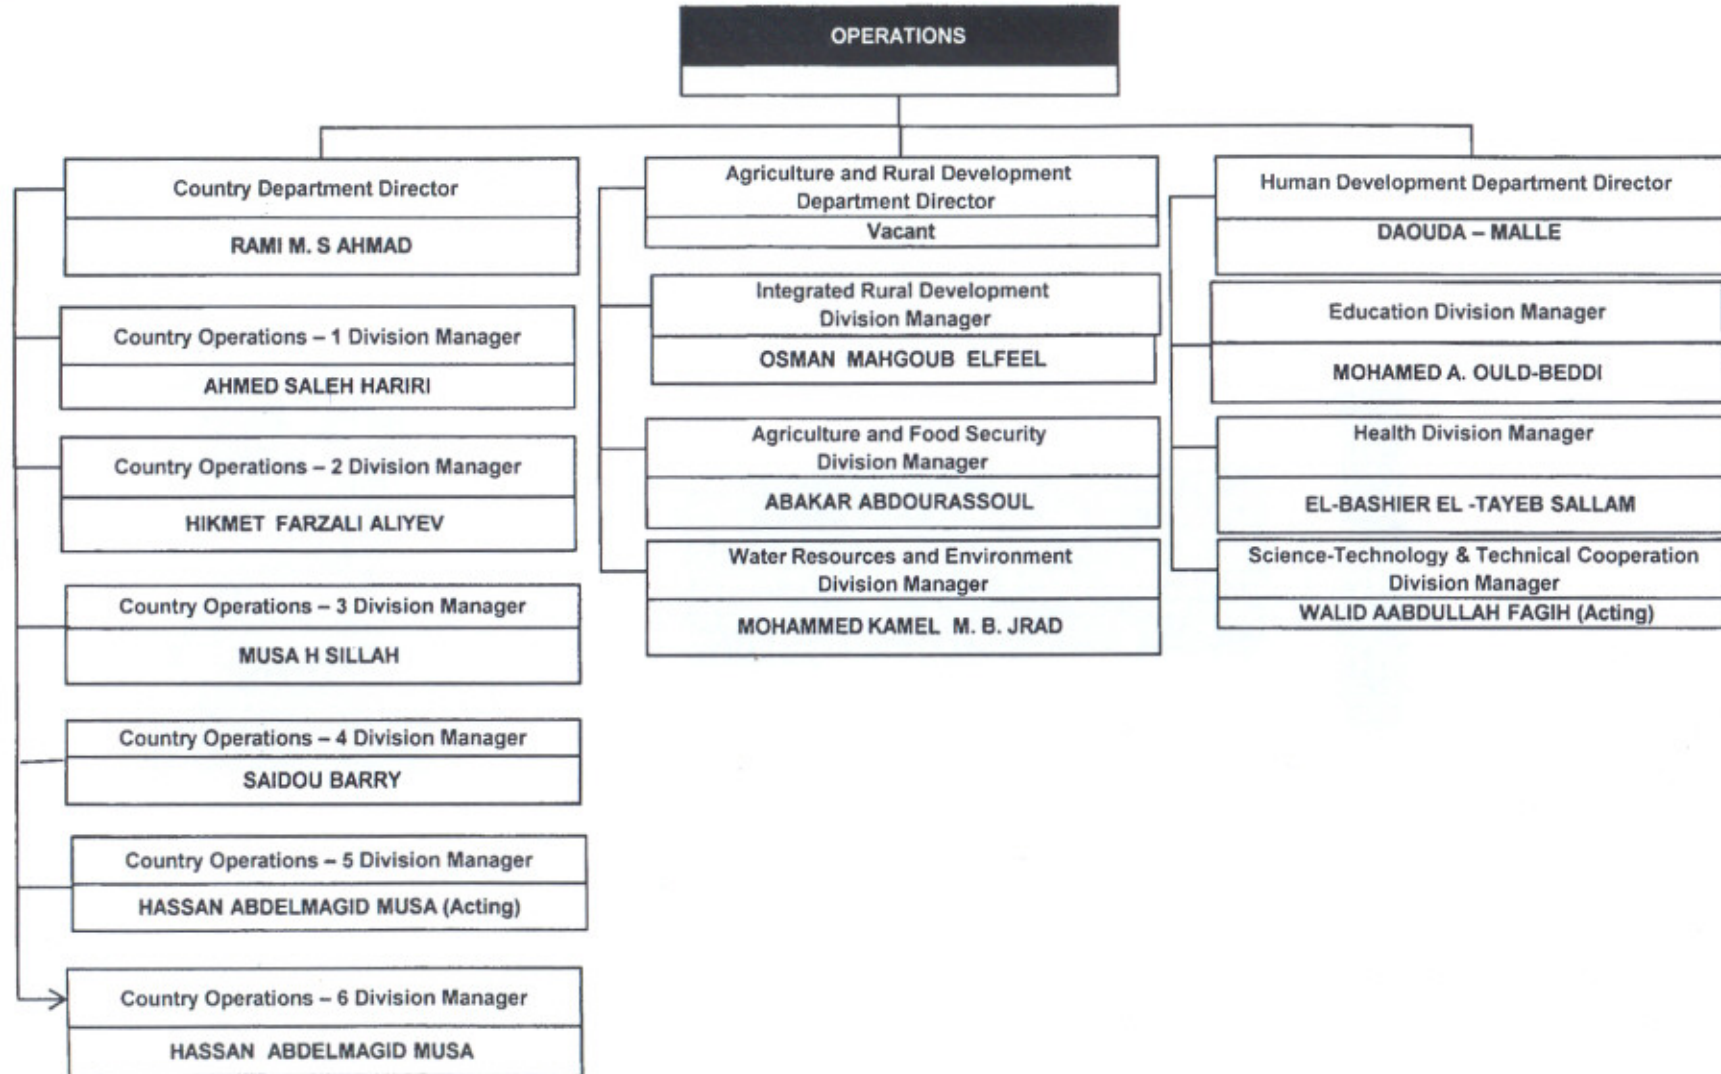 OPERATIONS
Country Department Director
RAMI M. S AHMAD
Country Operations – 1 Division Manager
AHMED SALEH HARIRI
Country Operations – 2 Division Manager
HIKMET FARZALI ALIYEV
Country Operations – 3 Division Manager
MUSA H SILLAH
Country Operations – 4 Division Manager
SAIDOU BARRY
Country Operations – 5 Division Manager
HASSAN ABDELMAGID MUSA (Acting)
Country Operations – 6 Division Manager
HASSAN ABDELMAGID MUSA
Agriculture and Rural Development
Department Director
Vacant
Integrated Rural Development
Division Manager
OSMAN MAHGOUB ELFEEL
Agriculture and Food Security
Division Manager
ABAKAR ABDOURASSOUL
Water Resources and Environment
Division Manager
MOHAMMED KAMEL M. B. JRAD
Human Development Department Director
DAOUDA – MALLE
Education Division Manager
MOHAMED A. OULD-BEDDI
Health Division Manager
EL-BASHIER EL -TAYEB SALLAM
Science-Technology & Technical Cooperation
Division Manager
WALID AABDULLAH FAGIH (Acting)